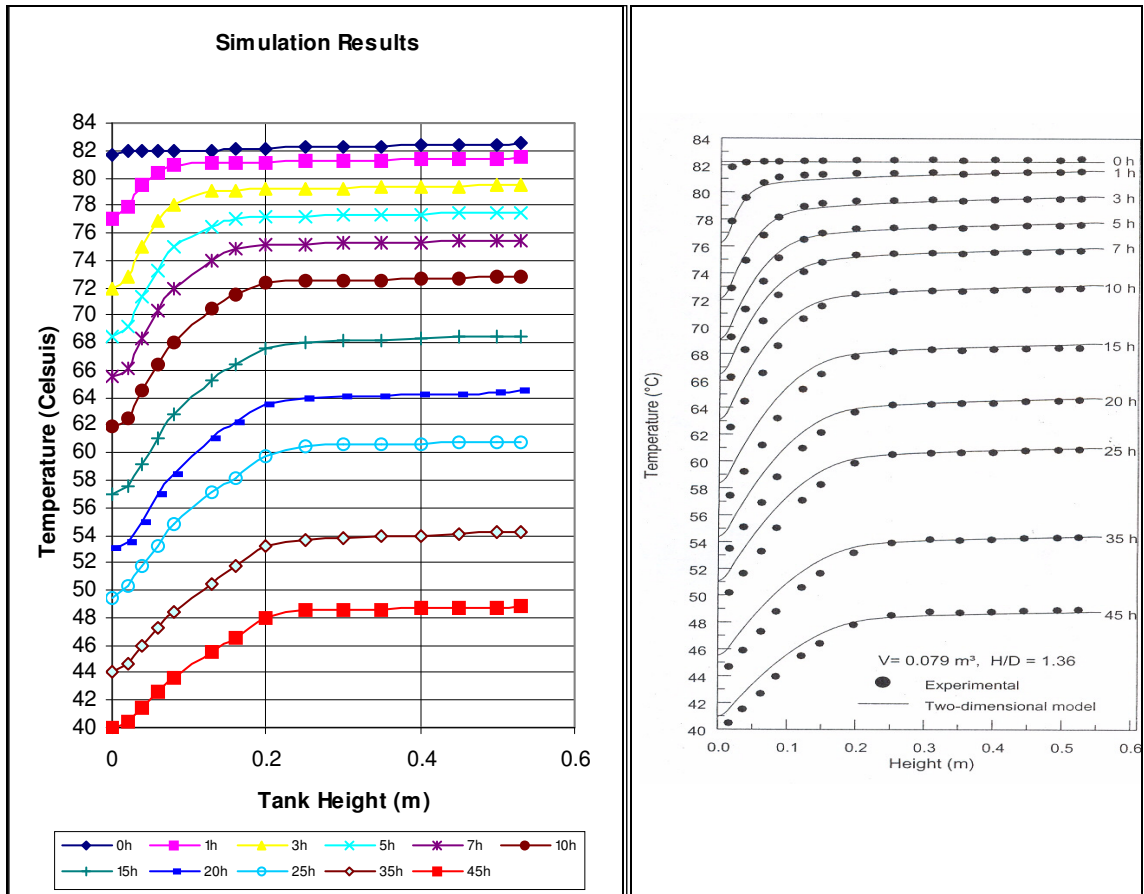 Simulation Results
84
82
80
78
76
74
72
70
68
66
64
62
60
58
56
54
52
50
48
46
44
42
40
Temperature (Celsuis)
0
0.2
0.4
0.6
Tank Height (m)
0h
1h
3h
5h
7h
10h
15h
20h
25h
35h
45h
84
82
80
78
76
74
72
70
68
66
64
62
60
58
56
54
52
50
48
46
44
42
40
Temperature (°C)
0 h
1 h
3 h
5 h
7 h
10 h
15 h
20 h
25 h
35 h
45 h
V= 0.079 m³, H/D = 1.36
Experimental
Two-dimensional model
0.0
0.1
0.2
0.3
0.4
0.5
0.6
Height (m)